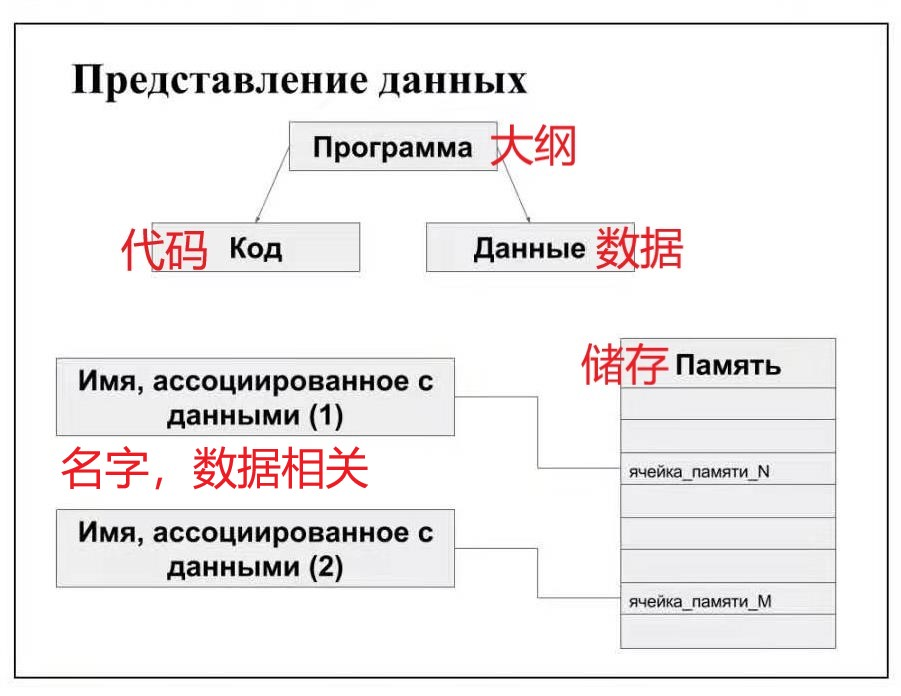 Представление данных
Программа 大纲
代码 Код
Данные 数据
Имя, ассоциированное с
данными (1)
名字，数据相关
Имя, ассоциированное с
данными (2)
储存 Память
ячейка_памяти_N
ячейка_памяти_M